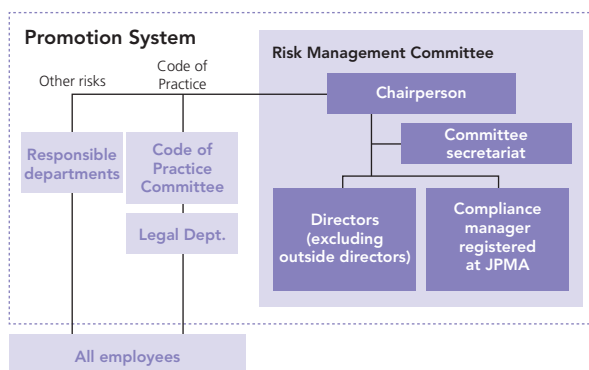 Promotion System
Other risks
Code of
Practice
Responsible
departments
Code of
Practice
Committee
Legal Dept.
All employees
Risk Management Committee
Chairperson
Committee
secretariat
Directors
(excluding
outside directors)
Compliance
manager
registered
at JPMA